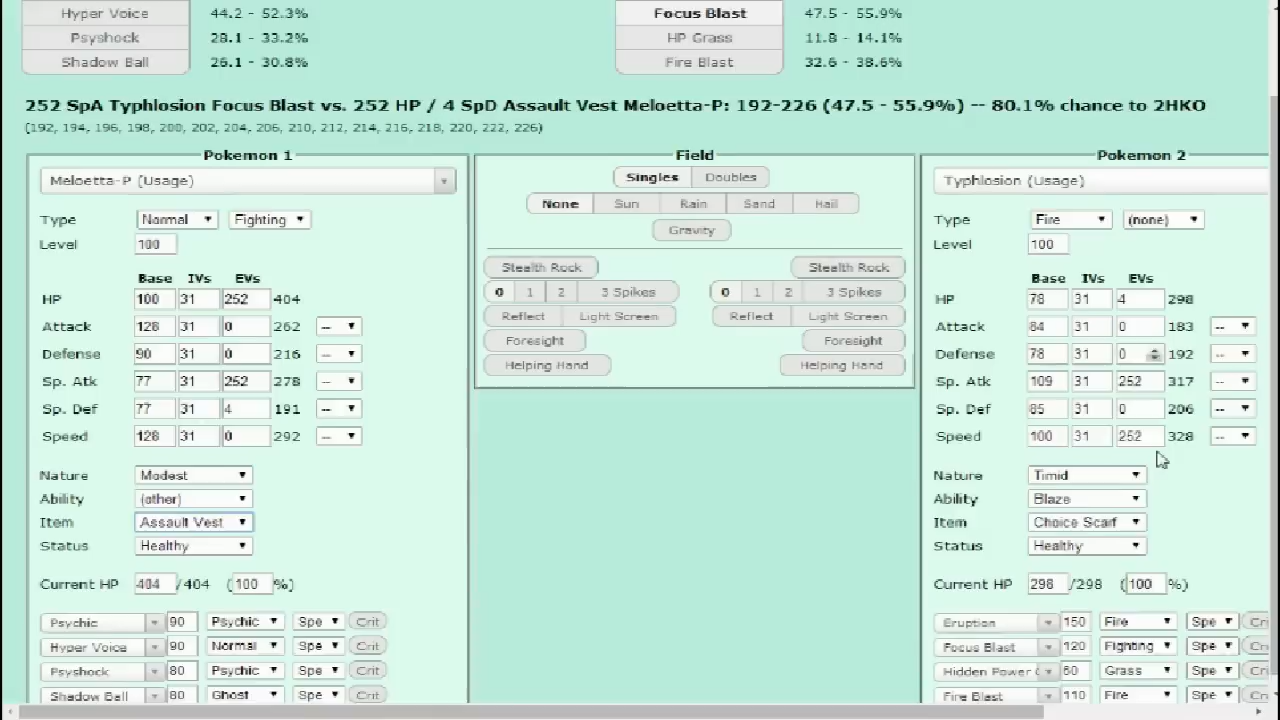 Hyper Voice 44.2 - 52.3% Focus Blast 47.5 - 55.9%
Psyshock 28.1 - 33.2% HP Grass 11.8 - 14.1%
Shadow Ball 26.1 - 30.8% Fire Blast 32.6 - 38.6%
252 SpA Typhlosion Focus Blast vs. 252 HP / 4 SpD Assault Vest Meloetta-P: 192-226 (47.5 - 55.9%) -- 80.1% chance to 2HKO
(192, 194, 196, 198, 200, 202, 204, 206, 210, 212, 214, 216, 218, 220, 222, 226)
Pokemon 1
Meloetta-P (Usage)
Type Normal Fighting
Level 100
Base IVs EVs
HP 100 31 252 404
Attack 128 31 0 262 --
Defense 90 31 0 216 --
Sp. Atk 77 31 252 278 --
Sp. Def 77 31 4 191 --
Speed 128 31 0 292 --
Nature Modest
Ability (other)
Item Assault Vest
Status Healthy
Current HP 404 /404 ( 100 %)
Psychic 90 Psychic Spe Crit
Hyper Voice 90 Normal Spe Crit
Psyshock 80 Psychic Spe Crit
Shadow Ball 80 Ghost Spe Crit
Field
Singles Doubles
None Sun Rain Sand Hail
Gravity
Stealth Rock Stealth Rock
0 1 2 3 Spikes 0 1 2 3 Spikes
Reflect Light Screen Reflect Light Screen
Foresight Foresight
Helping Hand Helping Hand
Pokemon 2
Typhlosion (Usage)
Type Fire (none)
Level 100
Base IVs EVs
HP 78 31 4 298
Attack 84 31 0 183 --
Defense 78 31 0 192 --
Sp. Atk 109 31 252 317 --
Sp. Def 85 31 0 206 --
Speed 100 31 252 328 --
Nature Timid
Ability Blaze
Item Choice Scarf
Status Healthy
Current HP 298 /298 ( 100 %)
Eruption 150 Fire Spe Cri
Focus Blast 120 Fighting Spe Cri
Hidden Power 60 Grass Spe Cri
Fire Blast 110 Fire Spe Cri